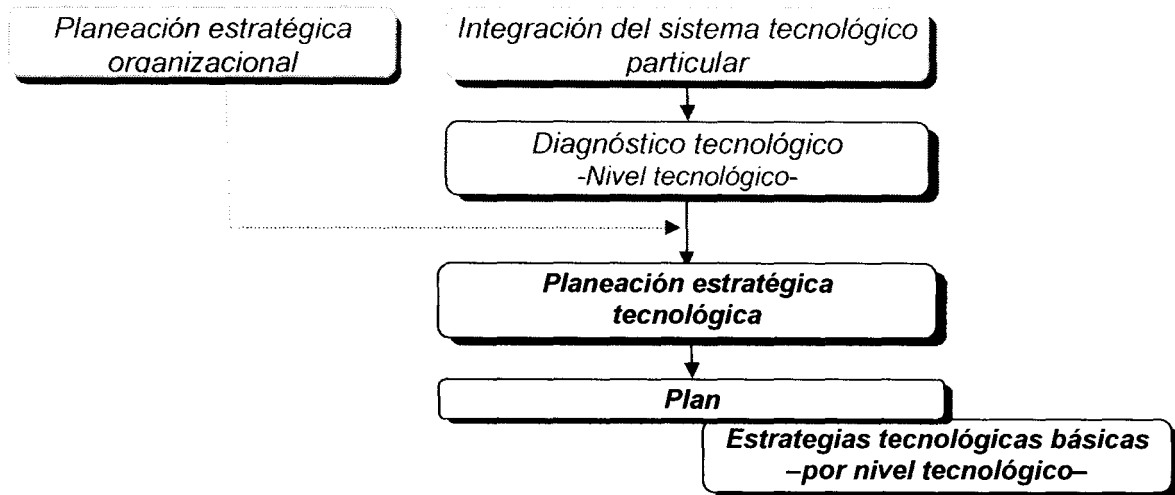 Planeación estratégica
organizacional
Integración del sistema tecnológico
particular
Diagnóstico tecnológico
-Nivel tecnológico-
Planeación estratégica
tecnológica
Plan
Estrategias tecnológicas básicas
–por nivel tecnológico–